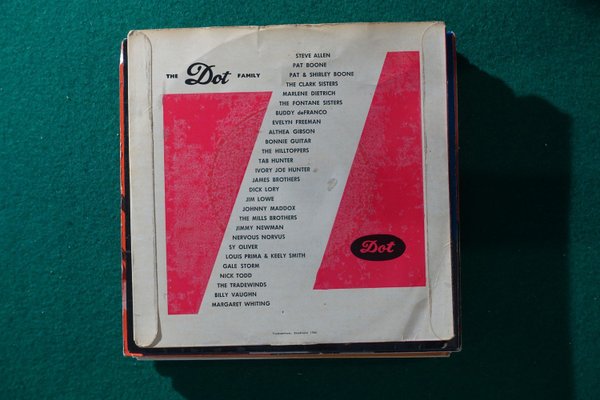 THE Dot FAMILY
STEVE ALLEN
PAT BOONE
PAT & SHIRLEY BOONE
THE CLARK SISTERS
MARLENE DIETRICH
THE FONTANE SISTERS
BUDDY deFRANCO
EVELYN FREEMAN
ALTHEA GIBSON
BONNIE GUITAR
THE HILLTOPPERS
TAB HUNTER
IVORY JOE HUNTER
JAMES BROTHERS
DICK LORY
JIM LOWE
JOHNNY MADDOX
THE MILLS BROTHERS
JIMMY NEWMAN
NERVOUS NORVUS
SY OLIVER
LOUIS PRIMA & KEELY SMITH
GALE STORM
NICK TODD
THE TRADEWINDS
BILLY VAUGHN
MARGARET WHITING
Dot